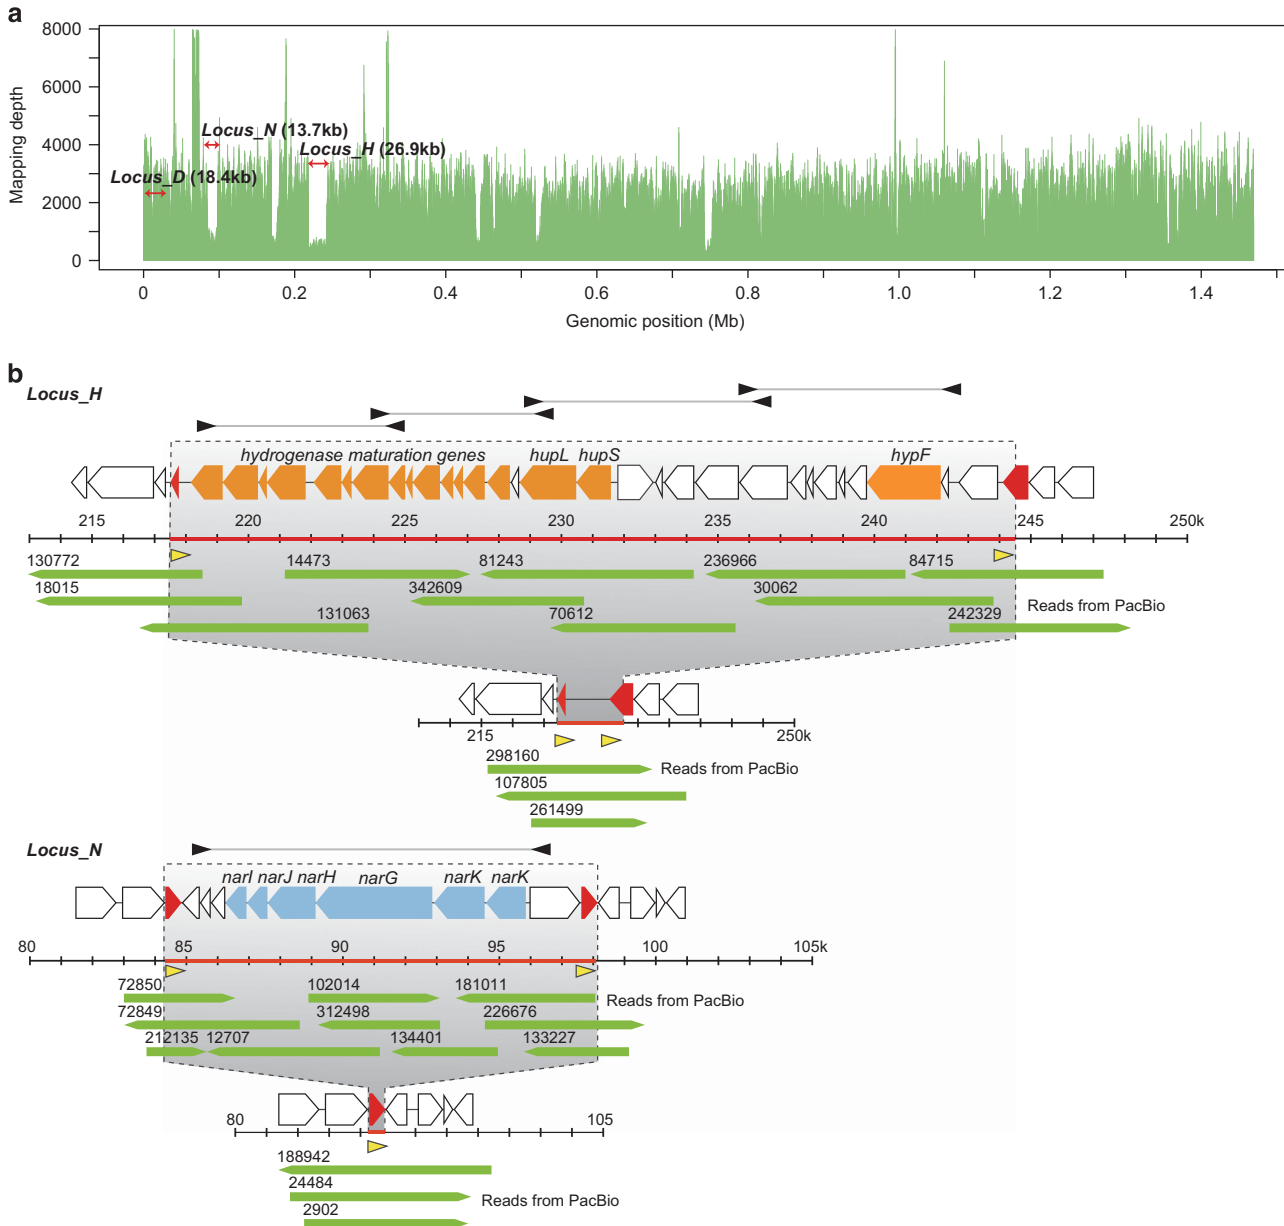 a
8000
6000
4000
2000
0
Mapping depth
Locus_N (13.7kb)
Locus_H (26.9kb)
Locus_D (18.4kb)
0 0.2 0.4 0.6 0.8 1.0 1.2 1.4
Genomic position (Mb)
b
Locus_H
hydrogenase maturation genes hupL hupS hypF
215 220 225 230 235 240 245 250k
130772 14473 81243 236966 84715
18015 342609 30062
Reads from PacBio
131063 70612 242329
215 250k
298160
Reads from PacBio
107805
261499
Locus_N
narI narJ narH narG narK narK
80 85 90 95 100 105k
72850 102014 181011
Reads from PacBio
72849 312498 226676
212135 12707 134401 133227
80 105
188942
24484
Reads from PacBio
2902